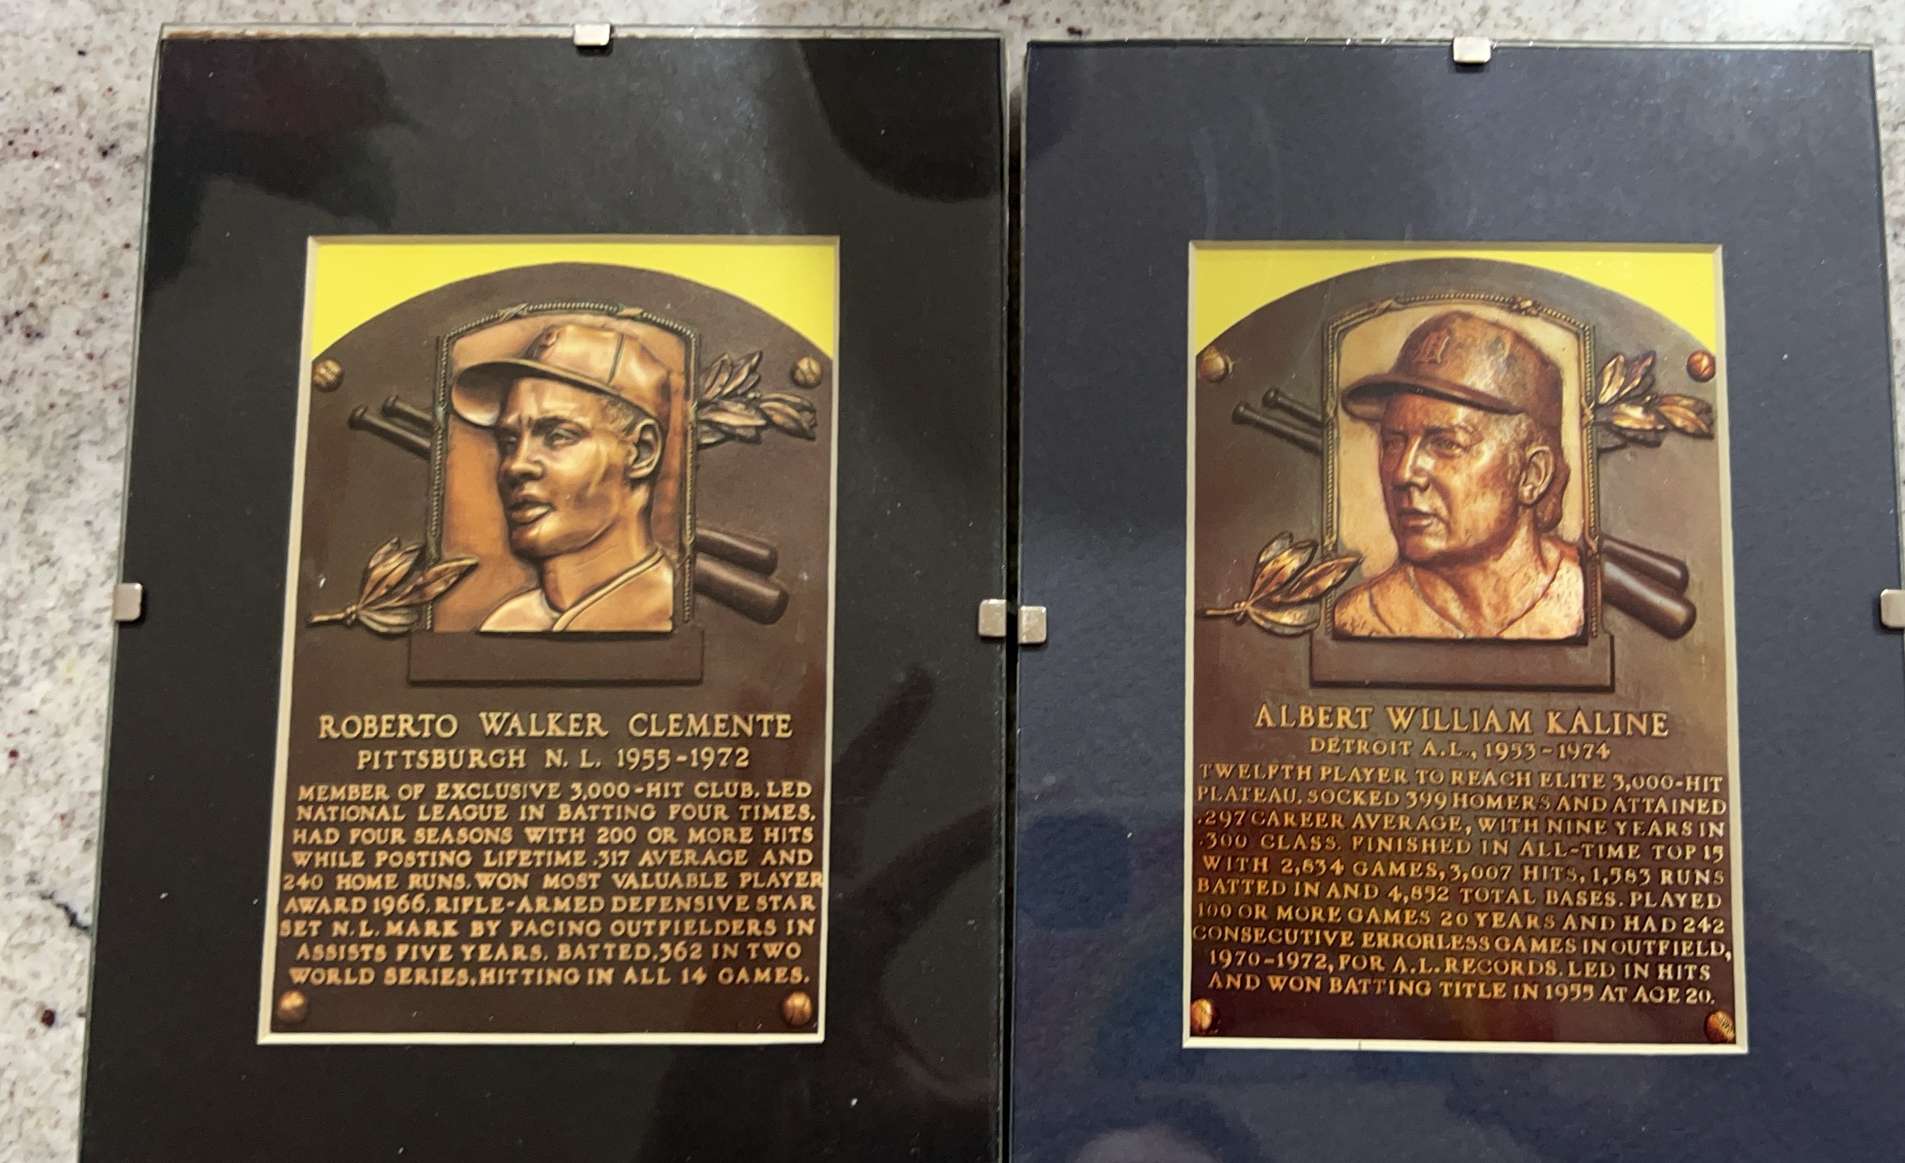 ROBERTO WALKER CLEMENTE
PITTSBURGH N. L. 1955-1972
MEMBER OF EXCLUSIVE 3,000-HIT CLUB. LED
NATIONAL LEAGUE IN BATTING FOUR TIMES.
HAD FOUR SEASONS WITH 200 OR MORE HITS
WHILE POSTING LIFETIME .317 AVERAGE AND
240 HOME RUNS. WON MOST VALUABLE PLAYER
AWARD 1966. RIFLE-ARMED DEFENSIVE STAR
SET N.L. MARK BY PACING OUTFIELDERS IN
ASSISTS FIVE YEARS. BATTED .362 IN TWO
WORLD SERIES, HITTING IN ALL 14 GAMES.
ALBERT WILLIAM KALINE
DETROIT A.L., 1953-1974
TWELFTH PLAYER TO REACH ELITE 3,000-HIT
PLATEAU. SOCKED 399 HOMERS AND ATTAINED
.297 CAREER AVERAGE, WITH NINE YEARS IN
.300 CLASS. FINISHED IN ALL-TIME TOP 15
WITH 2,834 GAMES, 3,007 HITS, 1,583 RUNS
BATTED IN AND 4,852 TOTAL BASES. PLAYED
100 OR MORE GAMES 20 YEARS AND HAD 242
CONSECUTIVE ERRORLESS GAMES IN OUTFIELD,
1970-1972, FOR A.L. RECORDS. LED IN HITS
AND WON BATTING TITLE IN 1955 AT AGE 20.